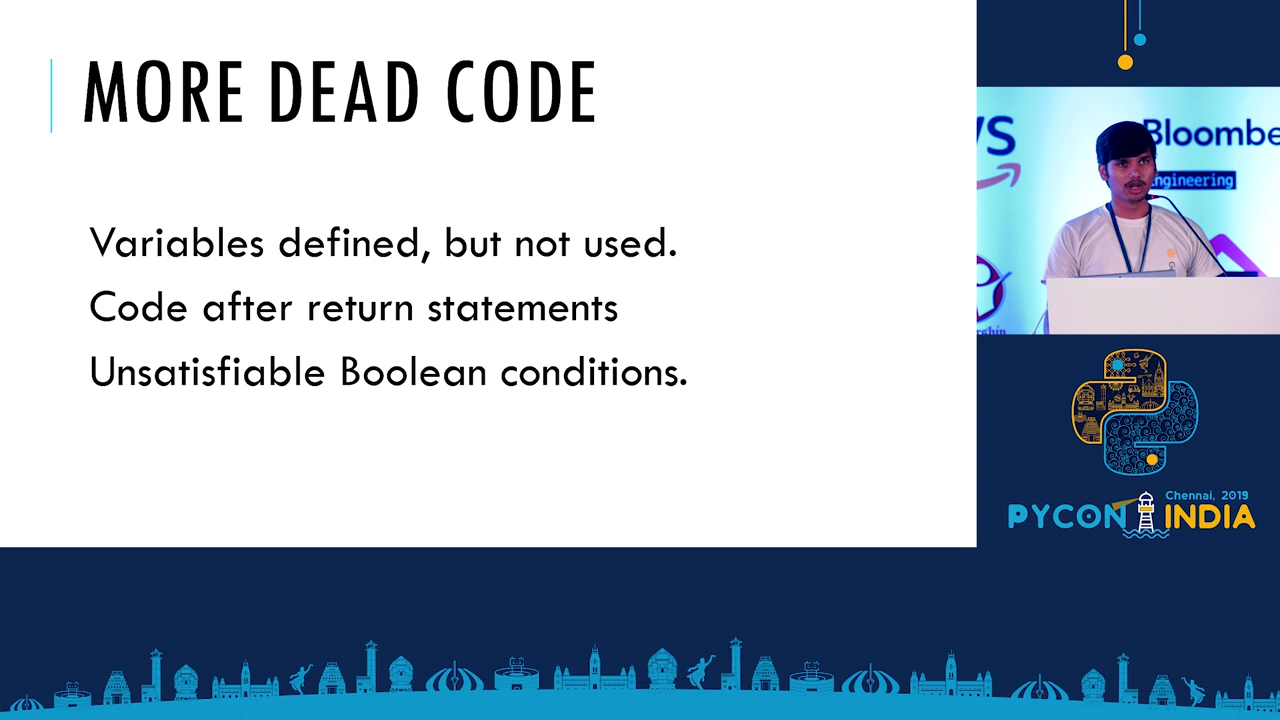 MORE DEAD CODE
Variables defined, but not used.
Code after return statements
Unsatisfiable Boolean conditions.
Engineering
Chennai, 2019
PYCON INDIA